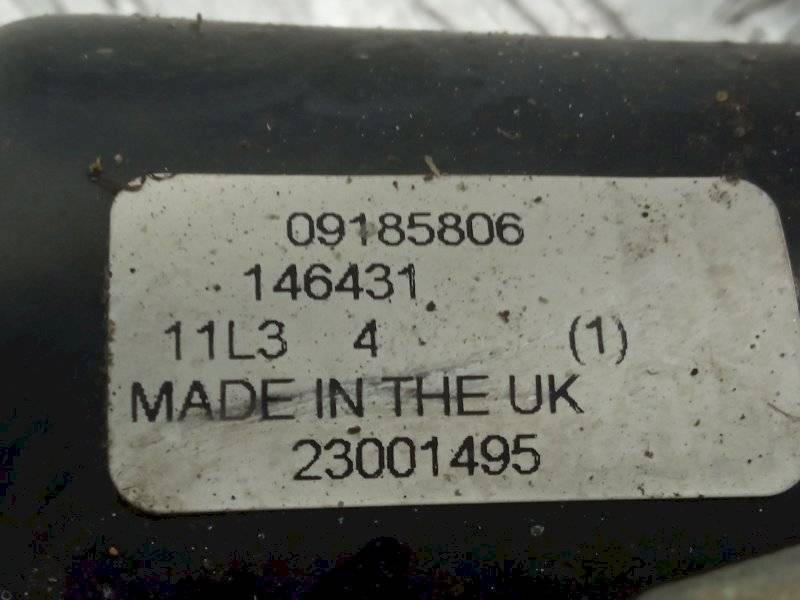 09185806
146431
11L3 4 (1)
MADE IN THE UK
23001495